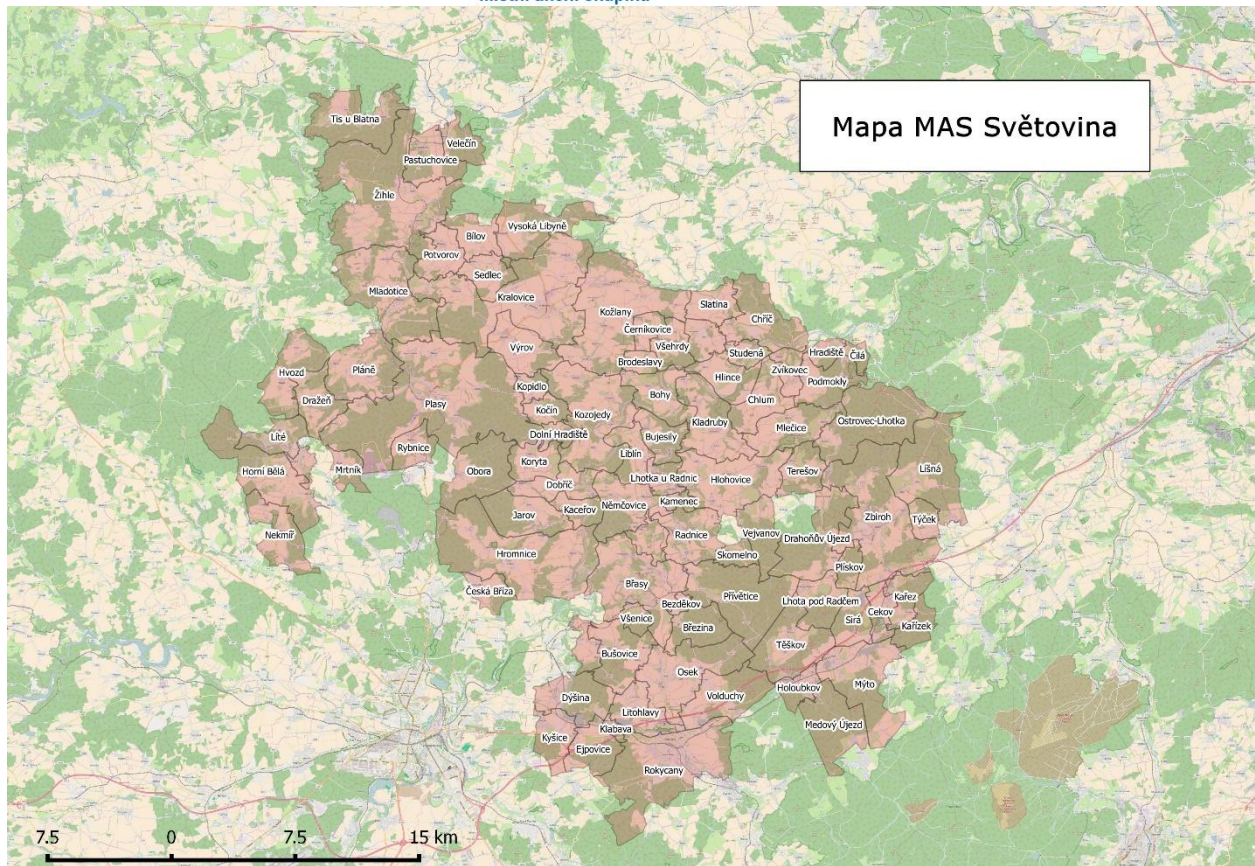 Mapa MAS Světovina
Tis u Blatna
Velečín
Pastuchovice
Žihle
Vysoká Libyně
Bílov
Potvorov
Sedlec
Mladotice
Kralovice
Slatina
Kožlany
Chříč
Černíkovice
Výrov
Všehrdy
Studená
Hradiště
Čilá
Brodeslavy
Zvíkovec
Hvozd
Pláně
Hlince
Podmokly
Kopidlo
Bohy
Dražeň
Plasy
Chlum
Kočín
Kozojedy
Kladruby
Ostrovec-Lhotka
Mlečice
Líté
Dolní Hradiště
Bujesily
Rybnice
Liblín
Horní Bělá
Mrtník
Obora
Koryta
Lhotka u Radnic
Hlohovice
Terešov
Líšná
Dobříč
Kamenec
Jarov
Kaceřov
Němčovice
Zbiroh
Týček
Nekmíř
Radnice
Vejvanov
Drahoňův Újezd
Hromnice
Skomelno
Plískov
Česká Bříza
Břasy
Přívětice
Kařez
Bezděkov
Lhota pod Radčem
Cekov
Všenice
Sirá
Kařízek
Březina
Těškov
Bušovice
Osek
Mýto
Dýšina
Volduchy
Holoubkov
Litohlavy
Medový Újezd
Klabava
Kyšice
Ejpovice
Rokycany
7.5 0 7.5 15 km